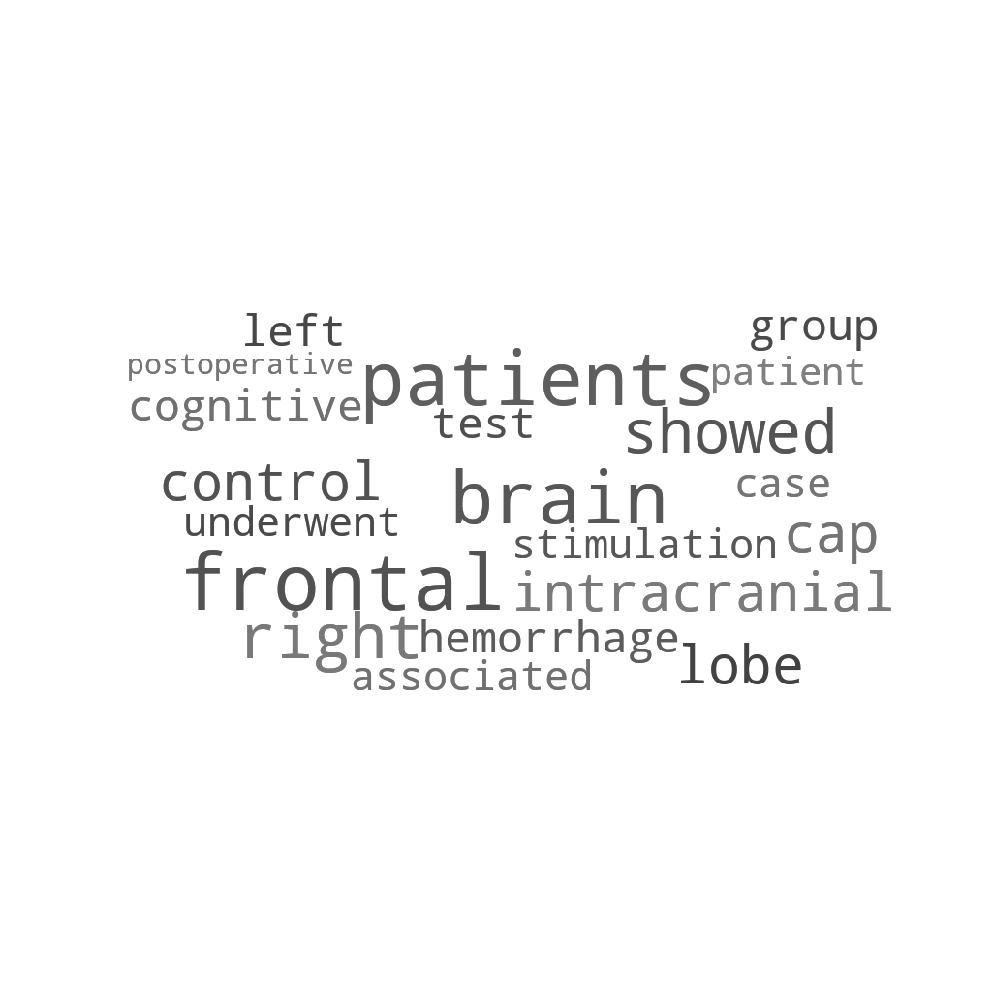 left group
postoperative patients patient
cognitive test showed
control brain case
underwent stimulation cap
frontal intracranial
right hemorrhage lobe
associated